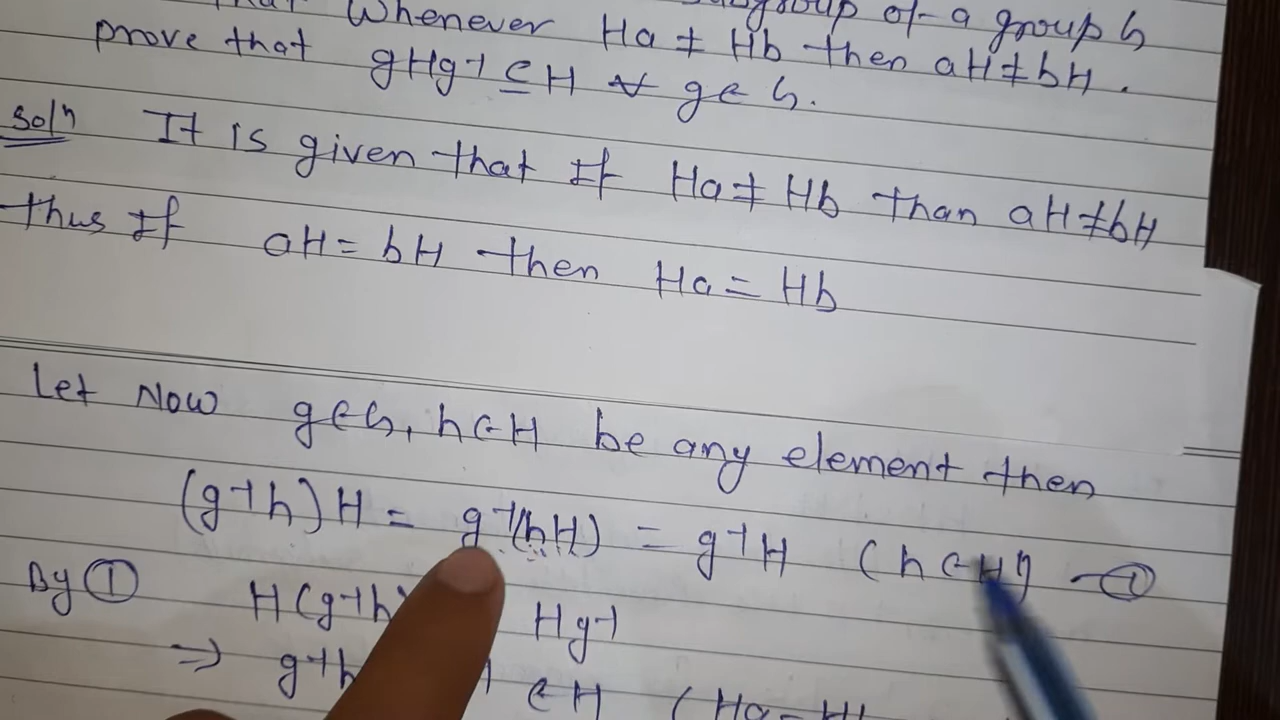 Whenever Ha ≠ Hb then aH ≠ bH .
prove that gHg⁻¹ ⊆ H ∀ g ∈ G.
Solⁿ It is given that If Ha ≠ Hb than aH ≠ bH
Thus If aH = bH then Ha = Hb
Let Now g ∈ G, h ∈ H be any element then
(g⁻¹h)H = g⁻¹(hH) = g⁻¹H (h ∈ H) —①
By ① H(g⁻¹h) Hg⁻¹
⇒ g⁻¹h ∈ H (Ha = H